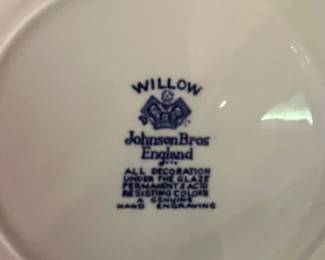 WILLOW
Johnson Bros
England
ALL DECORATION
UNDER THE GLAZE
PERMANENT & ACID
RESISTING COLORS
A GENUINE
HAND ENGRAVING